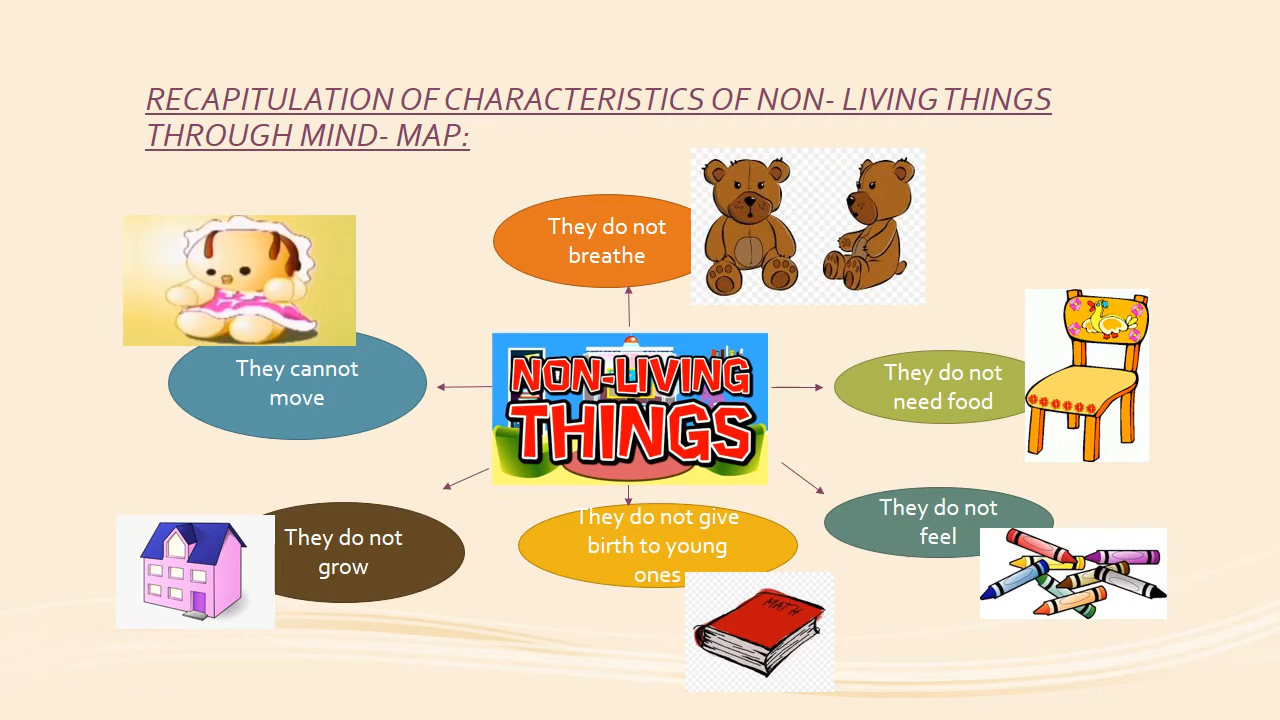 RECAPITULATION OF CHARACTERISTICS OF NON- LIVING THINGS
THROUGH MIND- MAP:
They do not
breathe
They cannot
move
NON-LIVING
THINGS
They do not
need food
They do not
grow
They do not give
birth to young
ones
They do not
feel
MATH